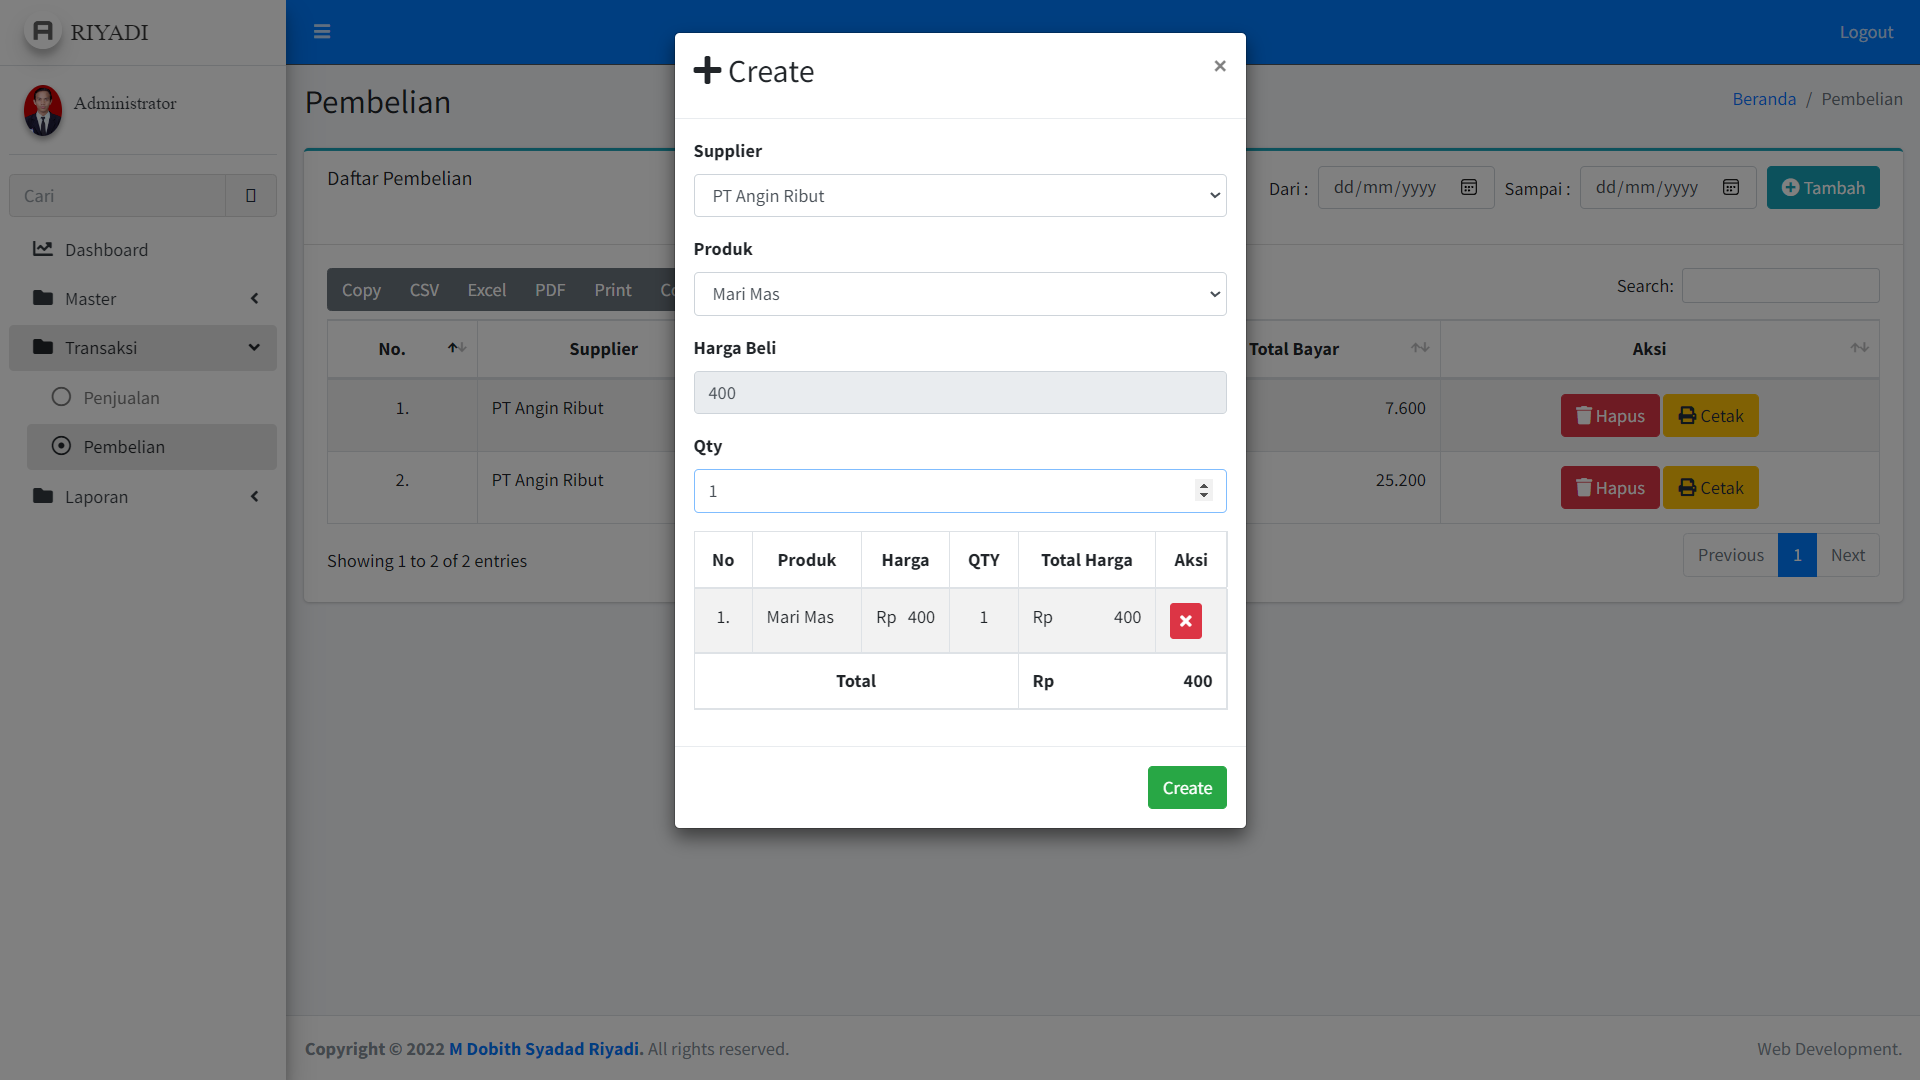 RIYADI
Logout
Administrator
Pembelian
Beranda / Pembelian
Cari
Daftar Pembelian
Dari : dd/mm/yyyy Sampai : dd/mm/yyyy Tambah
Dashboard
Master
Transaksi
Penjualan
Pembelian
Laporan
Copy CSV Excel PDF Print
Search:
No. Supplier Total Bayar Aksi
1. PT Angin Ribut 7.600 Hapus Cetak
2. PT Angin Ribut 25.200 Hapus Cetak
Showing 1 to 2 of 2 entries
Previous 1 Next
Create
×
Supplier
PT Angin Ribut
Produk
Mari Mas
Harga Beli
400
Qty
1
No Produk Harga QTY Total Harga Aksi
1. Mari Mas Rp 400 1 Rp 400
Total Rp 400
Create
Copyright © 2022 M Dobith Syadad Riyadi. All rights reserved.
Web Development.